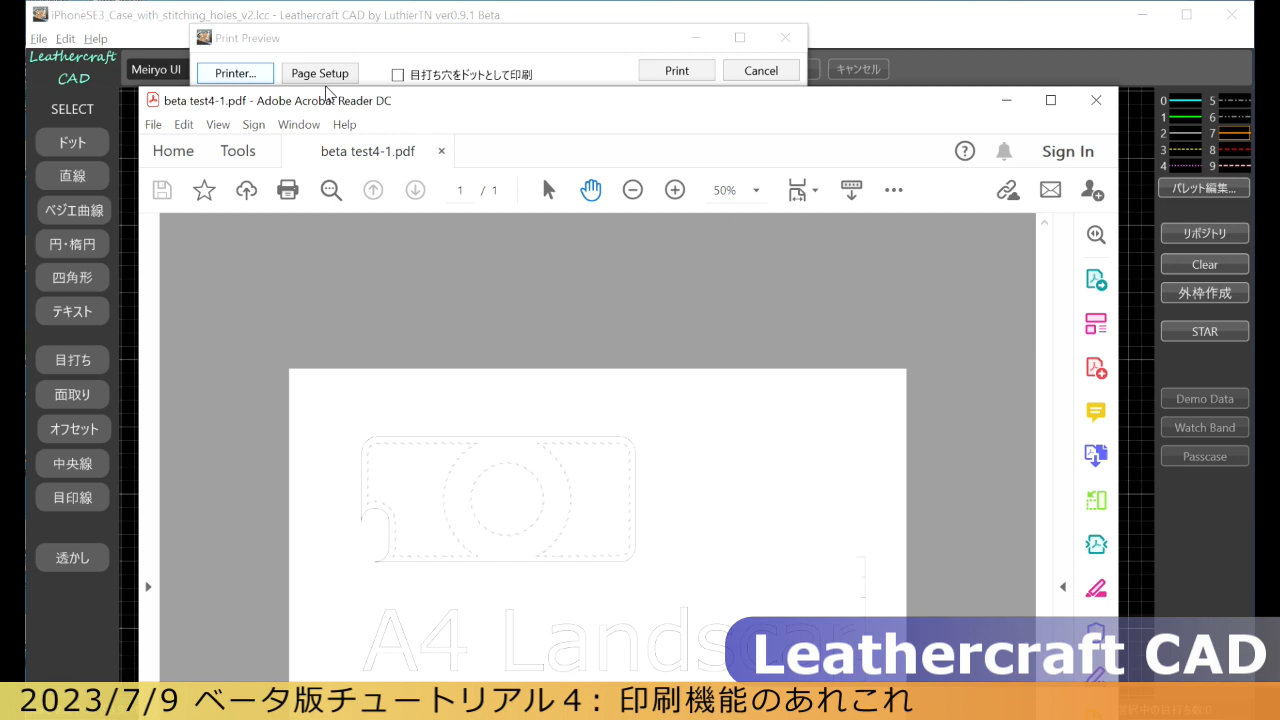 iPhoneSE3_Case_with_stitching_holes_v2.lcc - Leathercraft CAD by LuthierTN ver0.9.1 Beta
File Edit Help
Print Preview
Leathercraft
CAD
Meiryo UI
Printer...
Page Setup
目打ち穴をドットとして印刷
Print
Cancel
キャンセル
SELECT
ドット
直線
ベジエ曲線
円・楕円
四角形
テキスト
目打ち
面取り
オフセット
中央線
目印線
透かし
beta test4-1.pdf - Adobe Acrobat Reader DC
File Edit View Sign Window Help
Home Tools beta test4-1.pdf × Sign In
1 / 1 50%
A4 Landscap
0 5
1 6
2 7
3 8
4 9
パレット編集...
リポジトリ
Clear
外枠作成
STAR
Demo Data
Watch Band
Passcase
Leathercraft CAD
2023/7/9 ベータ版チュートリアル４：印刷機能のあれこれ